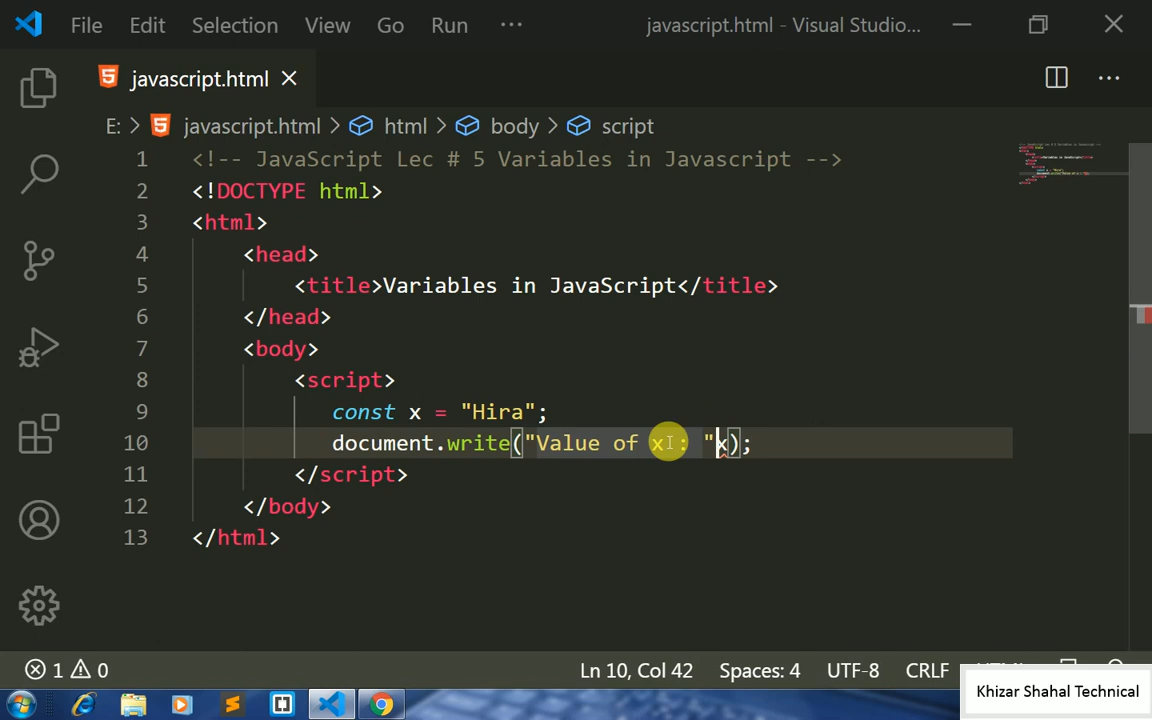 File Edit Selection View Go Run ··· javascript.html - Visual Studio...
javascript.html
E: > javascript.html > html > body > script
1 <!-- JavaScript Lec # 5 Variables in Javascript -->
2 <!DOCTYPE html>
3 <html>
4 <head>
5 <title>Variables in JavaScript</title>
6 </head>
7 <body>
8 <script>
9 const x = "Hira";
10 document.write("Value of x : "x);
11 </script>
12 </body>
13 </html>
1 0 Ln 10, Col 42 Spaces: 4 UTF-8 CRLF
Khizar Shahal Technical